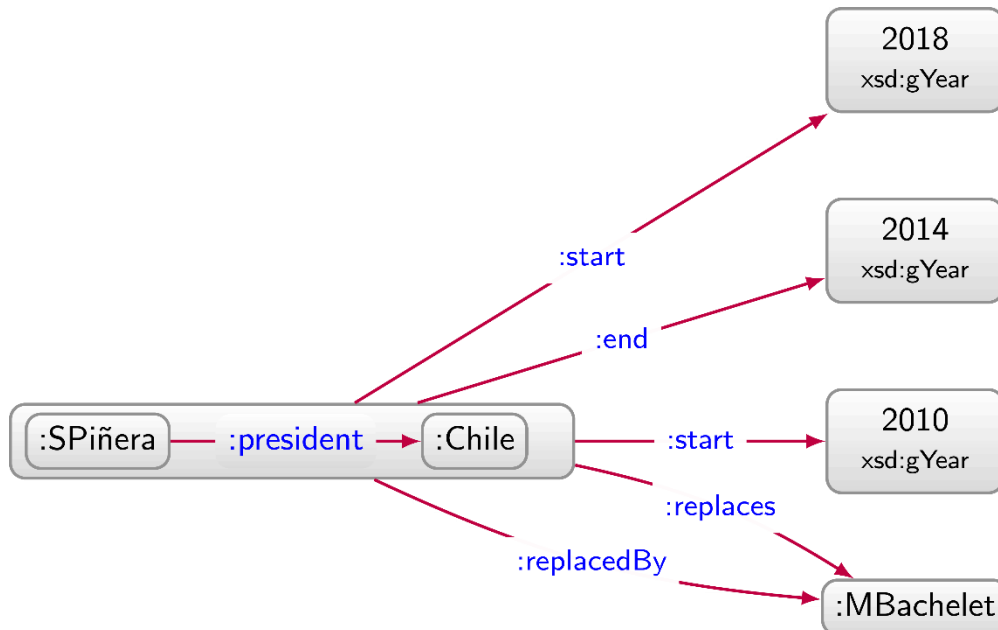 2018
xsd:gYear
:start
2014
xsd:gYear
:end
:SPiñera :president :Chile :start
2010
xsd:gYear
:replaces
:replacedBy
:MBachelet